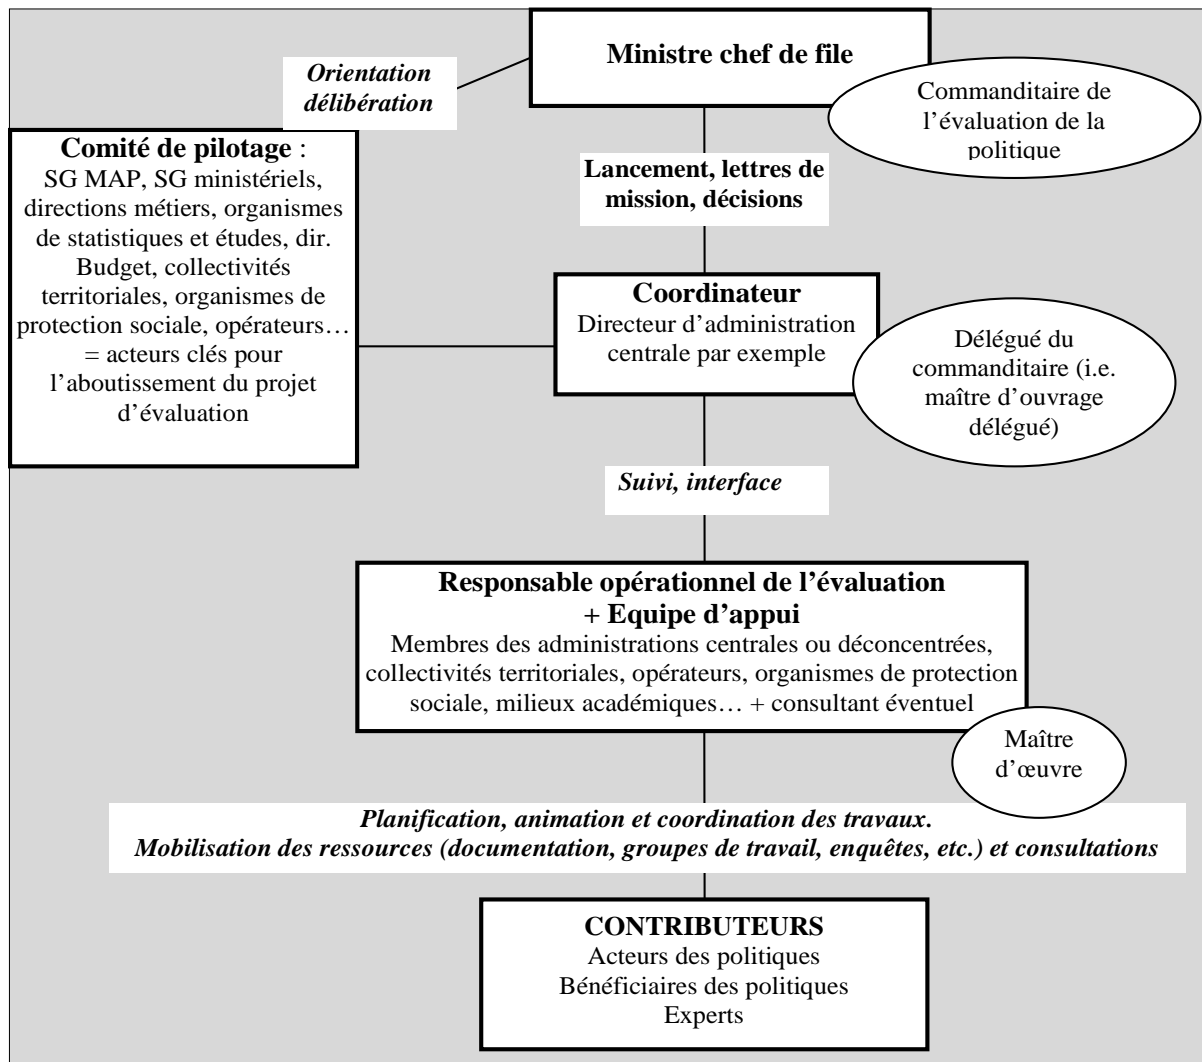 Ministre chef de file
Commanditaire de
l’évaluation de la
politique
Orientation
délibération
Comité de pilotage :
SG MAP, SG ministériels,
directions métiers, organismes
de statistiques et études, dir.
Budget, collectivités
territoriales, organismes de
protection sociale, opérateurs…
= acteurs clés pour
l’aboutissement du projet
d’évaluation
Lancement, lettres de
mission, décisions
Coordinateur
Directeur d’administration
centrale par exemple
Délégué du
commanditaire (i.e.
maître d’ouvrage
délégué)
Suivi, interface
Responsable opérationnel de l’évaluation
+ Equipe d’appui
Membres des administrations centrales ou déconcentrées,
collectivités territoriales, opérateurs, organismes de protection
sociale, milieux académiques… + consultant éventuel
Maître
d’œuvre
Planification, animation et coordination des travaux.
Mobilisation des ressources (documentation, groupes de travail, enquêtes, etc.) et consultations
CONTRIBUTEURS
Acteurs des politiques
Bénéficiaires des politiques
Experts